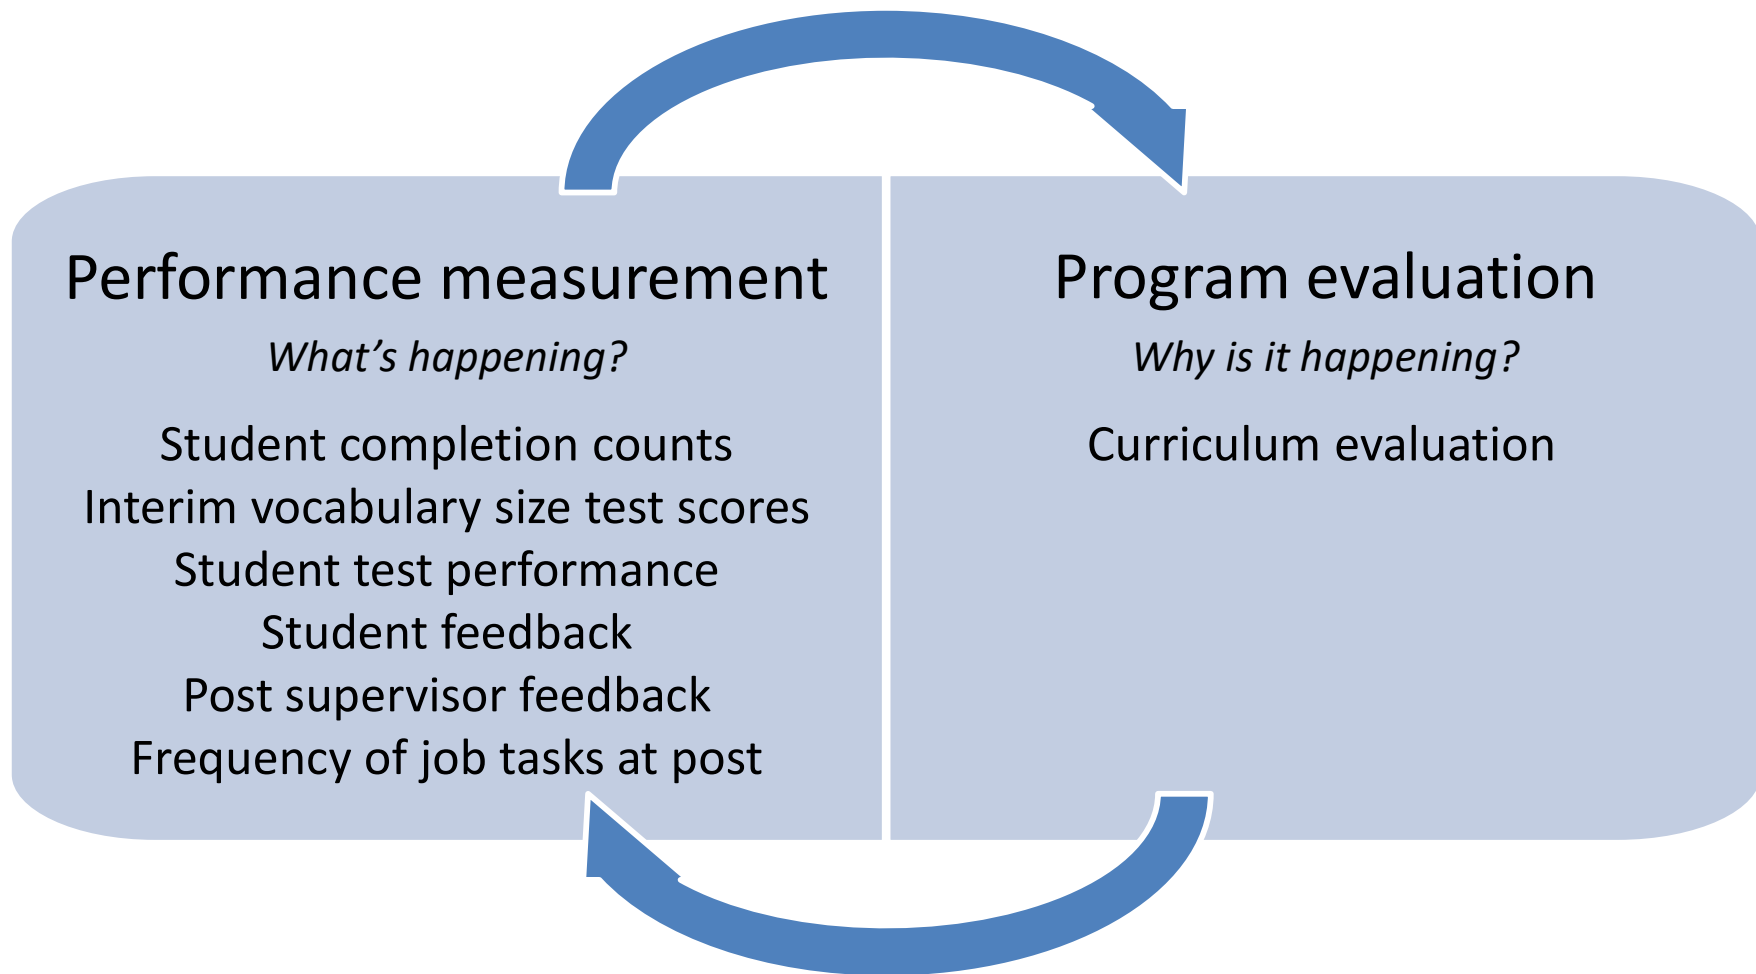 Performance measurement
What’s happening?
Student completion counts
Interim vocabulary size test scores
Student test performance
Student feedback
Post supervisor feedback
Frequency of job tasks at post
Program evaluation
Why is it happening?
Curriculum evaluation